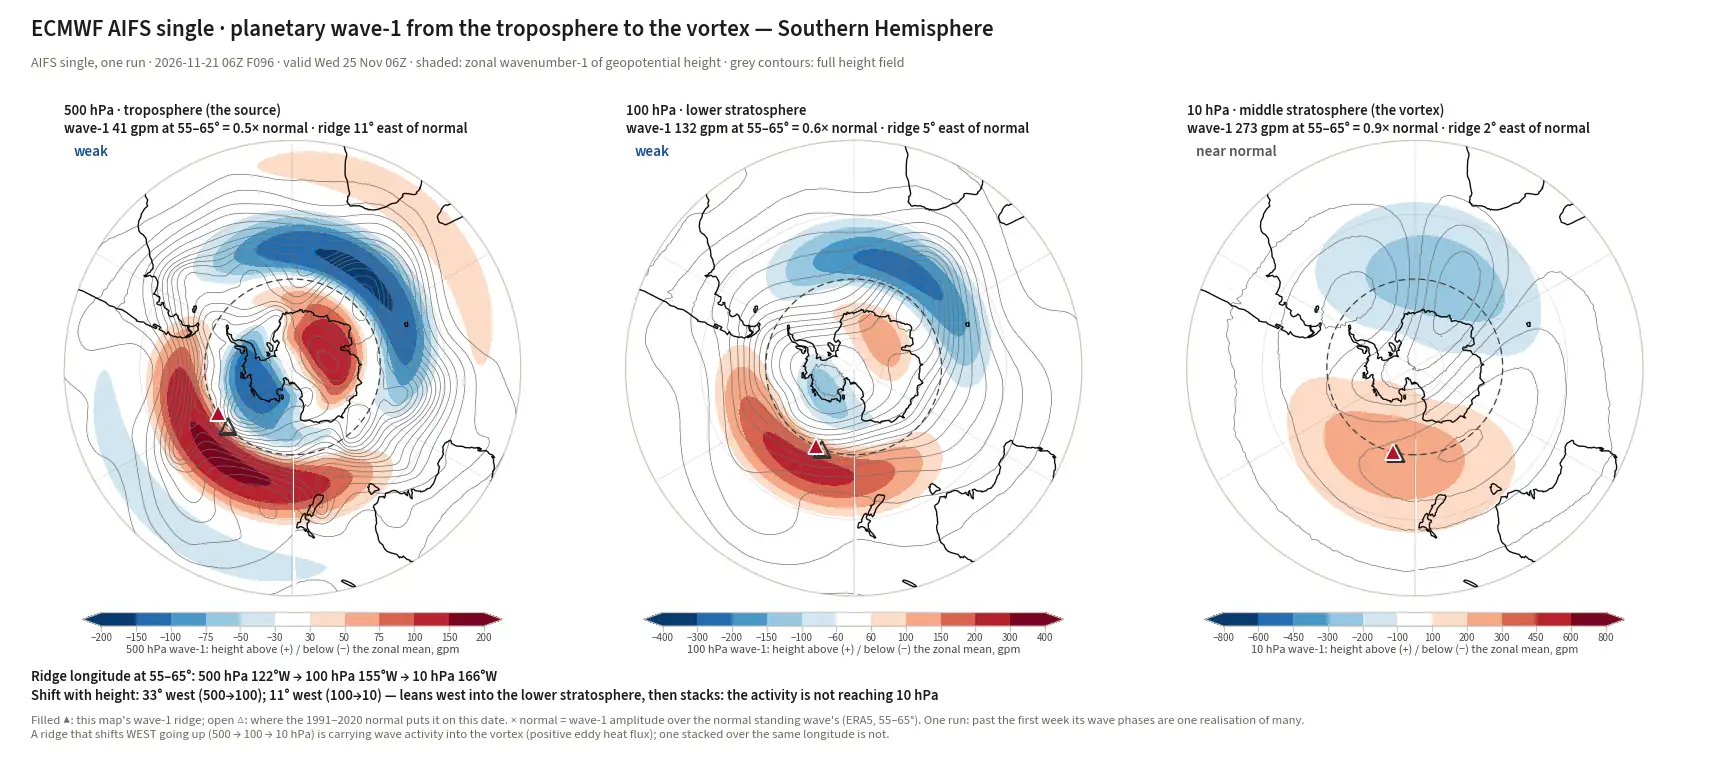 ECMWF AIFS single · planetary wave-1 from the troposphere to the vortex — Southern Hemisphere
AIFS single, one run · 2026-11-21 06Z F096 · valid Wed 25 Nov 06Z · shaded: zonal wavenumber-1 of geopotential height · grey contours: full height field
500 hPa · troposphere (the source)
wave-1 41 gpm at 55–65° = 0.5× normal · ridge 11° east of normal
weak
100 hPa · lower stratosphere
wave-1 132 gpm at 55–65° = 0.6× normal · ridge 5° east of normal
weak
10 hPa · middle stratosphere (the vortex)
wave-1 273 gpm at 55–65° = 0.9× normal · ridge 2° east of normal
near normal
−200 −150 −100 −75 −50 −30 30 50 75 100 150 200
500 hPa wave-1: height above (+) / below (−) the zonal mean, gpm
−400 −300 −200 −150 −100 −60 60 100 150 200 300 400
100 hPa wave-1: height above (+) / below (−) the zonal mean, gpm
−800 −600 −450 −300 −200 −100 100 200 300 450 600 800
10 hPa wave-1: height above (+) / below (−) the zonal mean, gpm
Ridge longitude at 55–65°: 500 hPa 122°W → 100 hPa 155°W → 10 hPa 166°W
Shift with height: 33° west (500→100); 11° west (100→10) — leans west into the lower stratosphere, then stacks: the activity is not reaching 10 hPa
Filled ▲: this map's wave-1 ridge; open △: where the 1991–2020 normal puts it on this date. × normal = wave-1 amplitude over the normal standing wave's (ERA5, 55–65°). One run: past the first week its wave phases are one realisation of many.
A ridge that shifts WEST going up (500 → 100 → 10 hPa) is carrying wave activity into the vortex (positive eddy heat flux); one stacked over the same longitude is not.